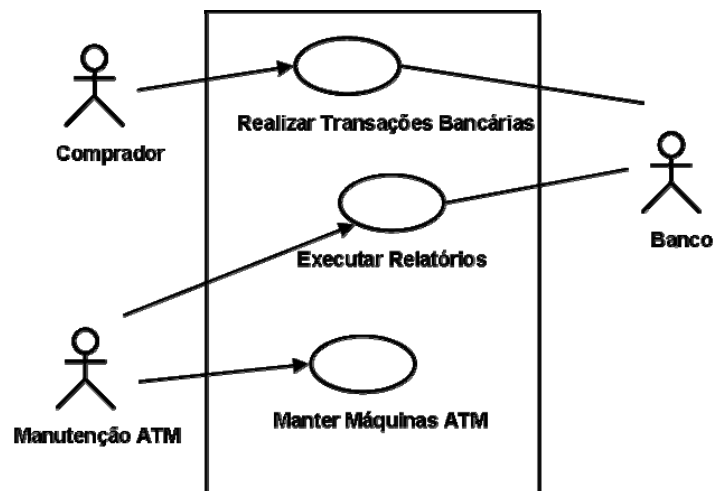 Realizar Transações Bancárias
Comprador
Banco
Executar Relatórios
Manter Máquinas ATM
Manutenção ATM